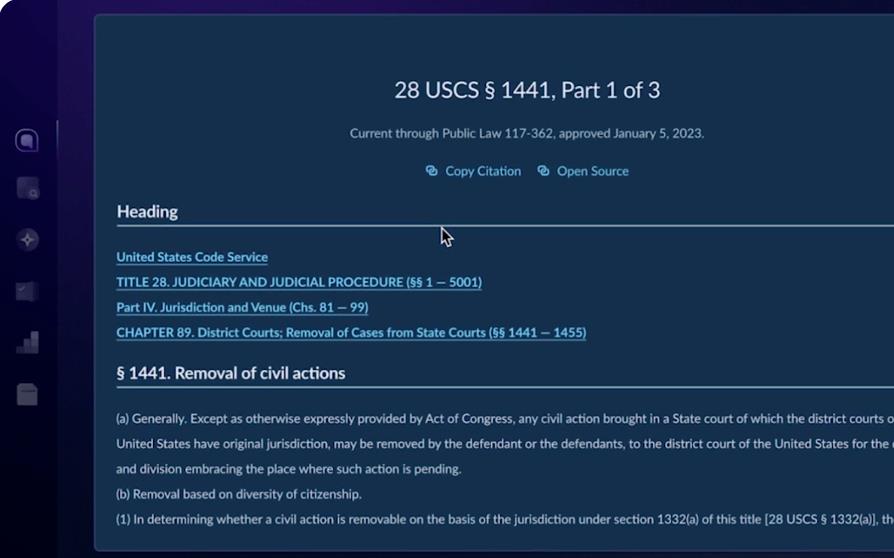 28 USCS § 1441, Part 1 of 3
Current through Public Law 117-362, approved January 5, 2023.
Copy Citation Open Source
Heading
United States Code Service
TITLE 28. JUDICIARY AND JUDICIAL PROCEDURE (§§ 1 — 5001)
Part IV. Jurisdiction and Venue (Chs. 81 — 99)
CHAPTER 89. District Courts; Removal of Cases from State Courts (§§ 1441 — 1455)
§ 1441. Removal of civil actions
(a) Generally. Except as otherwise expressly provided by Act of Congress, any civil action brought in a State court of which the district courts
United States have original jurisdiction, may be removed by the defendant or the defendants, to the district court of the United States for the
and division embracing the place where such action is pending.
(b) Removal based on diversity of citizenship.
(1) In determining whether a civil action is removable on the basis of the jurisdiction under section 1332(a) of this title [28 USCS § 1332(a)],